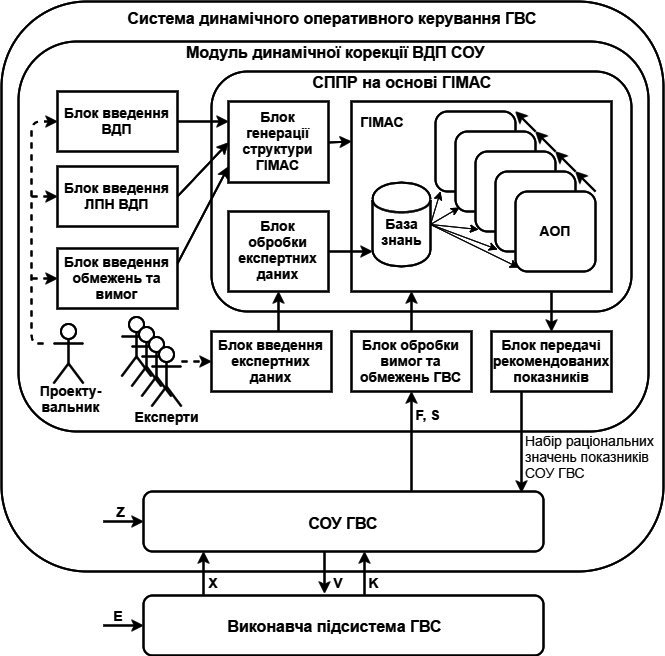 Система динамічного оперативного керування ГВС
Модуль динамічної корекції ВДП СОУ
СППР на основі ГІМАС
Блок введення
ВДП
Блок введення
ЛПН ВДП
Блок введення
обмежень та
вимог
Блок
генерації
структури
ГІМАС
Блок
обробки
експертних
даних
ГІМАС
База
знань
АОП
Проекту-
вальник
Експерти
Блок введення
експертних
даних
Блок обробки
вимог та
обмежень ГВС
Блок передачі
рекомендованих
показників
F, S
Набір раціональних
значень показників
СОУ ГВС
Z
СОУ ГВС
X
V
K
E
Виконавча підсистема ГВС